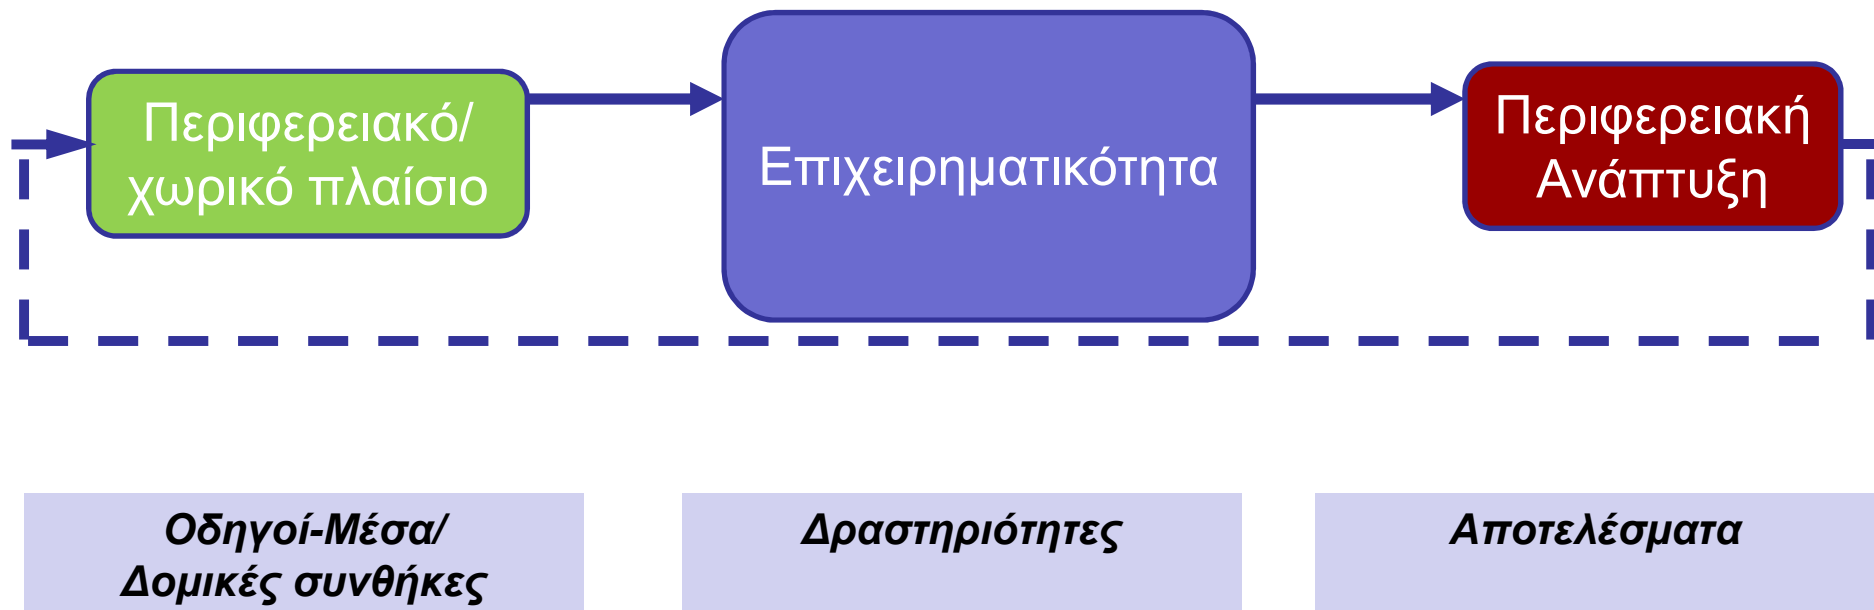 Περιφερειακό/
χωρικό πλαίσιο
Επιχειρηματικότητα
Περιφερειακή
Ανάπτυξη
Οδηγοί-Μέσα/
Δομικές συνθήκες
Δραστηριότητες
Αποτελέσματα